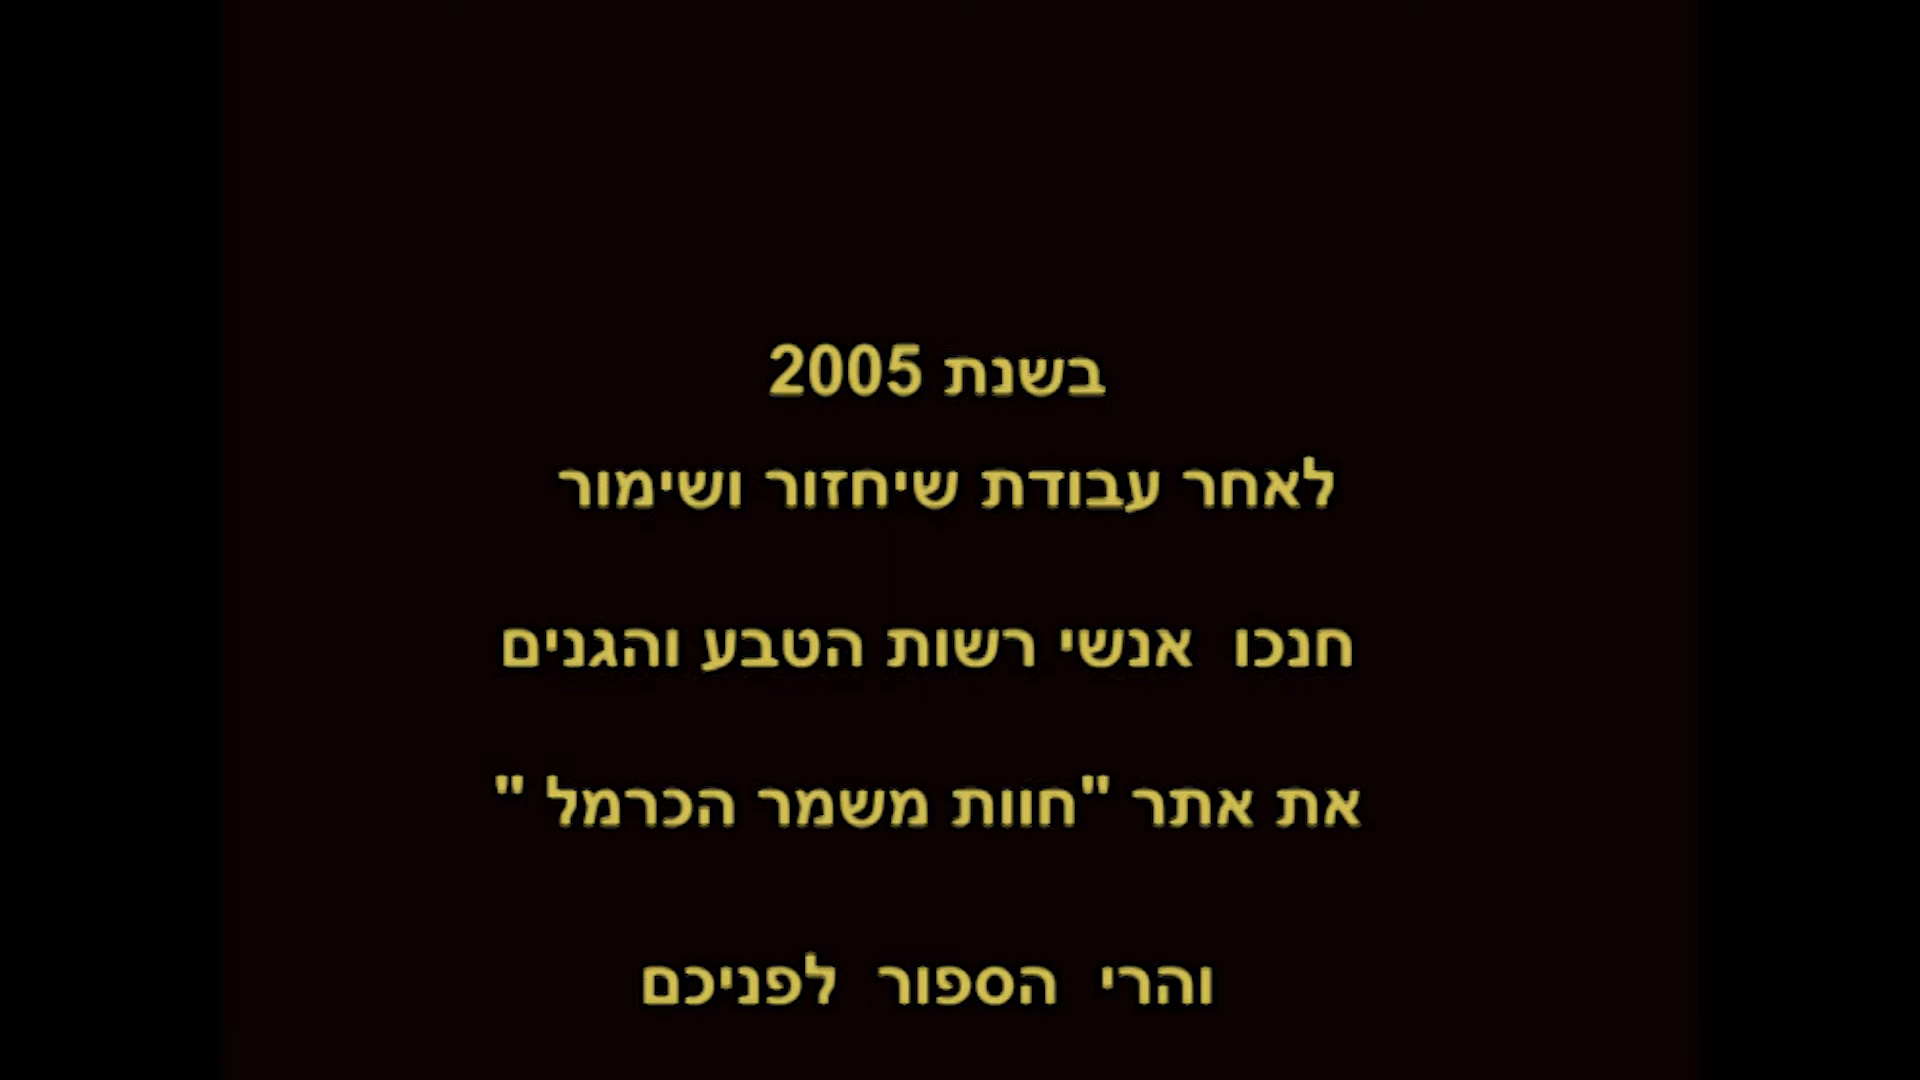 בשנת 2005
לאחר עבודת שיחזור ושימור
חנכו  אנשי רשות הטבע והגנים
את אתר "חוות משמר הכרמל "
והרי  הספור  לפניכם